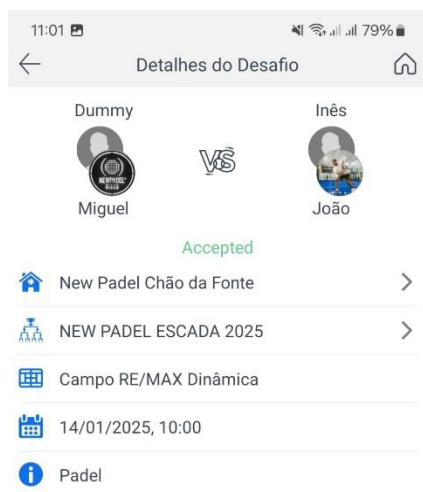 11:01 79%
Detalhes do Desafio
Dummy Inês
VS
NEWPADEL
Miguel João
Accepted
New Padel Chão da Fonte
NEW PADEL ESCADA 2025
Campo RE/MAX Dinâmica
14/01/2025, 10:00
Padel